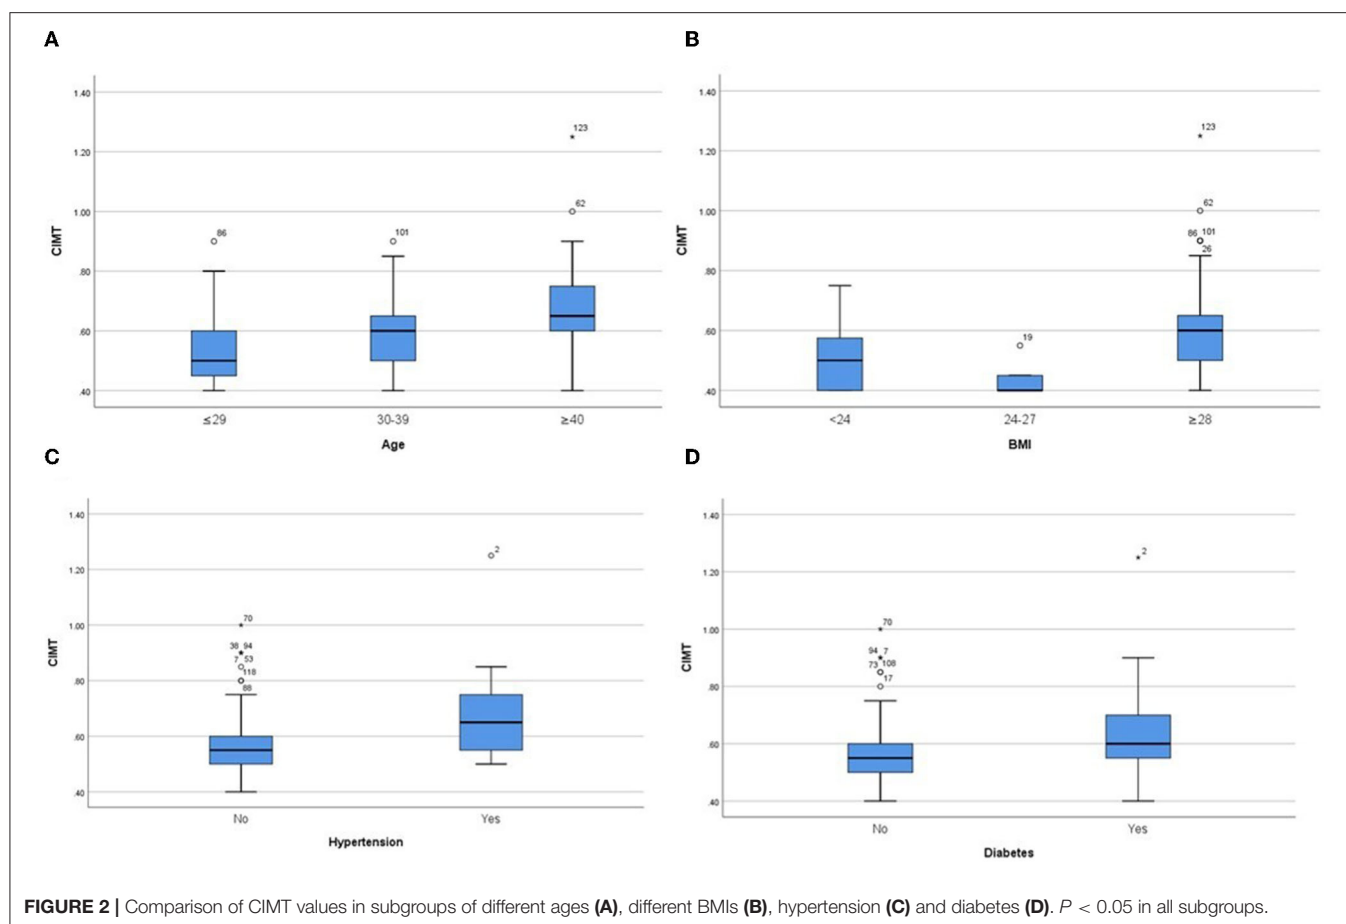 A
1.40
123
1.20
62
1.00
86
101
CIMT
.80
.60
.40
≤29 30-39 ≥40
Age
B
1.40
123
1.20
62
1.00
86 101
26
CIMT
.80
19
.60
.40
<24 24-27 ≥28
BMI
C
1.40
2
1.20
70
1.00
38 94
7 53
118
88
CIMT
.80
.60
.40
No Yes
Hypertension
D
1.40
2
1.20
70
1.00
94 7
73 108
17
CIMT
.80
.60
.40
No Yes
Diabetes
FIGURE 2 | Comparison of CIMT values in subgroups of different ages (A), different BMIs (B), hypertension (C) and diabetes (D). P < 0.05 in all subgroups.